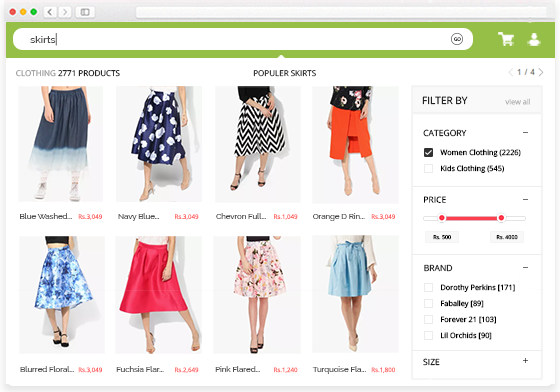 skirts
GO
CLOTHING 2771 PRODUCTS
POPULER SKIRTS
1 / 4
Blue Washed... Rs.3,049
Navy Blue... Rs.3,049
Chevron Full... Rs.1,049
Orange D Rin... Rs.3,049
Blurred Floral... Rs.3,049
Fuchsia Flar... Rs.2,649
Pink Flared... Rs.1,240
Turquoise Fla... Rs.1,800
FILTER BY view all
CATEGORY
Women Clothing (2226)
Kids Clothing (545)
PRICE
Rs. 500 Rs. 4000
BRAND
Dorothy Perkins [171]
Faballey [89]
Forever 21 [103]
Lil Orchids [90]
SIZE